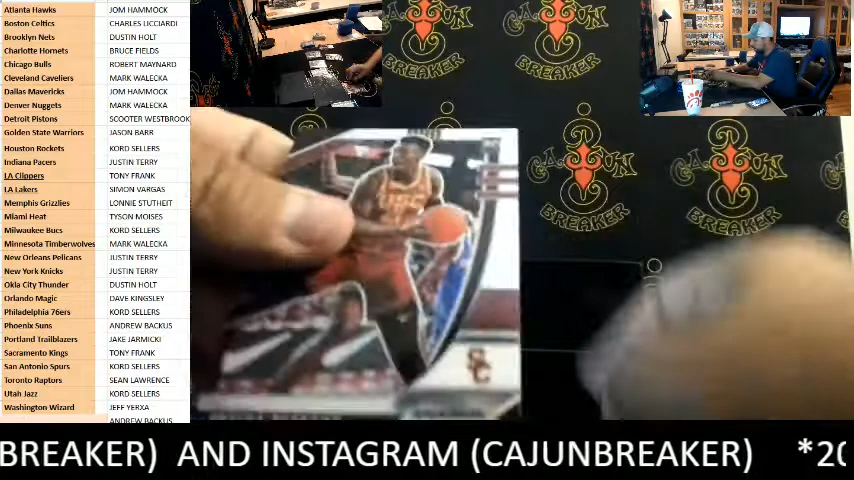 Atlanta Hawks JOM HAMMOCK
Boston Celtics CHARLES LICCIARDI
Brooklyn Nets DUSTIN HOLT
Charlotte Hornets BRUCE FIELDS
Chicago Bulls ROBERT MAYNARD
Cleveland Cavaliers MARK WALECKA
Dallas Mavericks JOM HAMMOCK
Denver Nuggets MARK WALECKA
Detroit Pistons SCOOTER WESTBROOK
Golden State Warriors JASON BARR
Houston Rockets KORD SELLERS
Indiana Pacers JUSTIN TERRY
LA Clippers TONY FRANK
LA Lakers SIMON VARGAS
Memphis Grizzlies LONNIE STUTHEIT
Miami Heat TYSON MOISES
Milwaukee Bucs KORD SELLERS
Minnesota Timberwolves MARK WALECKA
New Orleans Pelicans JUSTIN TERRY
New York Knicks JUSTIN TERRY
Okla City Thunder DUSTIN HOLT
Orlando Magic DAVE KINGSLEY
Philadelphia 76ers KORD SELLERS
Phoenix Suns ANDREW BACKUS
Portland Trailblazers JAKE JARMICKI
Sacramento Kings TONY FRANK
San Antonio Spurs KORD SELLERS
Toronto Raptors SEAN LAWRENCE
Utah Jazz KORD SELLERS
Washington Wizard JEFF YERXA
ANDREW BACKUS
CAJUN
BREAKER
CAJUN
BREAKER
CAJUN
BREAKER
CAJUN
BREAKER
USC
SC
BREAKER) AND INSTAGRAM (CAJUNBREAKER) *20